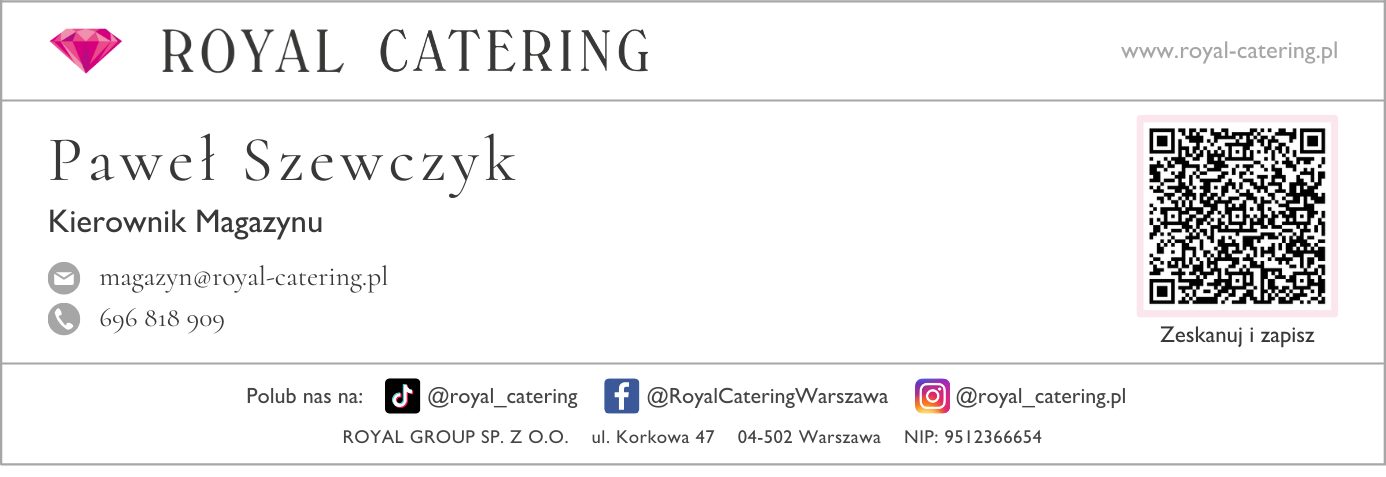 ROYAL CATERING
www.royal-catering.pl
Paweł Szewczyk
Kierownik Magazynu
magazyn@royal-catering.pl
696 818 909
Zeskanuj i zapisz
Polub nas na: @royal_catering @RoyalCateringWarszawa @royal_catering.pl
ROYAL GROUP SP. Z O.O. ul. Korkowa 47 04-502 Warszawa NIP: 9512366654